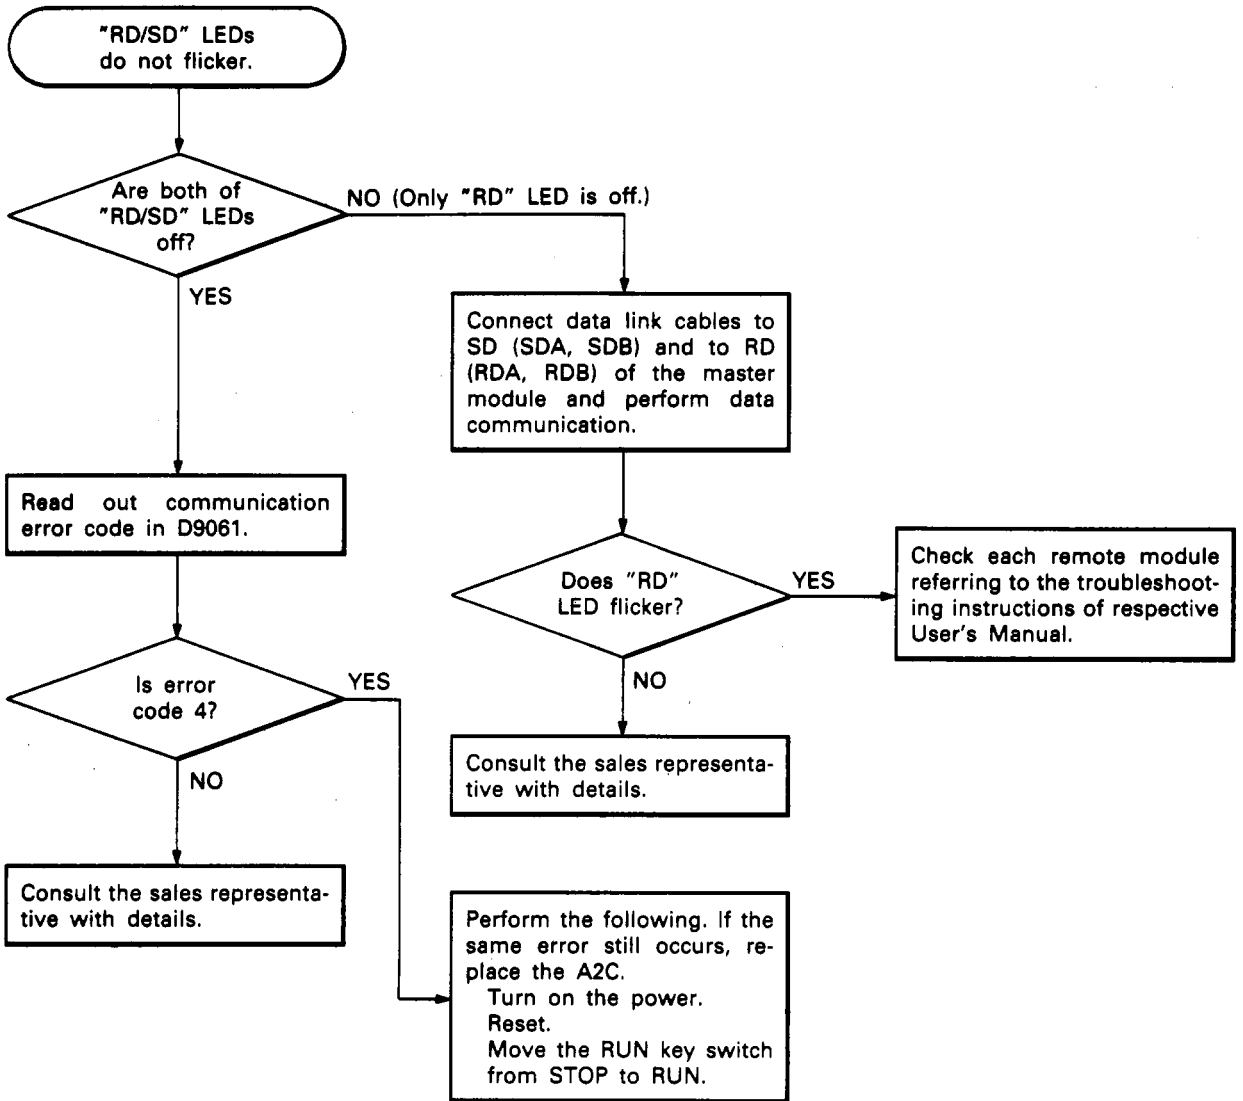 "RD/SD" LEDs
do not flicker.
Are both of
"RD/SD" LEDs
off?
NO (Only "RD" LED is off.)
YES
Connect data link cables to
SD (SDA, SDB) and to RD
(RDA, RDB) of the master
module and perform data
communication.
Read out communication
error code in D9061.
Does "RD"
LED flicker?
YES
Check each remote module
referring to the troubleshoot-
ing instructions of respective
User's Manual.
NO
Is error
code 4?
YES
Consult the sales representa-
tive with details.
NO
Consult the sales representa-
tive with details.
Perform the following. If the
same error still occurs, re-
place the A2C.
Turn on the power.
Reset.
Move the RUN key switch
from STOP to RUN.